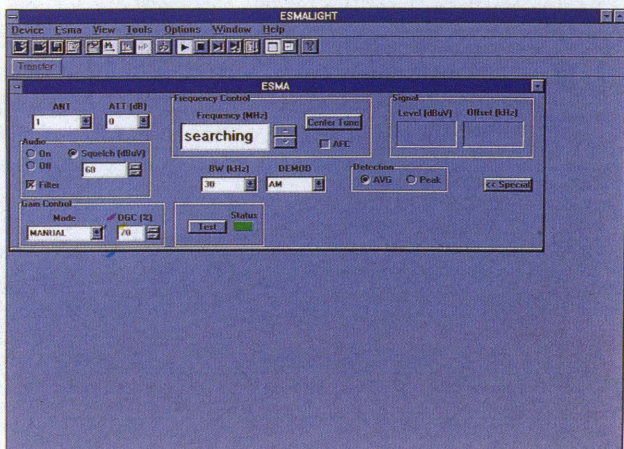 ESMALIGHT
Device Esma View Tools Options Window Help
Transfer
ESMA
ANT
ATT (dB)
1
0
Frequency Control
Frequency (MHz)
searching
Center Tune
AFC
Signal
Level (dBuV)
Offset (kHz)
Audio
On
Off
Squelch (dBuV)
60
Filter
BW (kHz)
30
DEMOD
AM
Detection
AVG
Peak
<< Special
Gain Control
Mode
MANUAL
DGC (%)
70
Test
Status